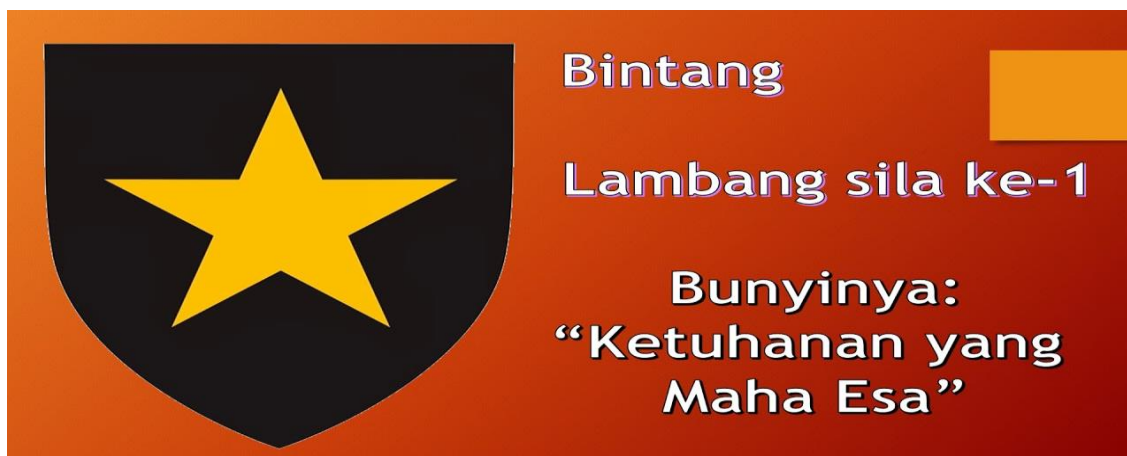 Bintang
Lambang sila ke-1
Bunyinya:
“Ketuhanan yang
Maha Esa”